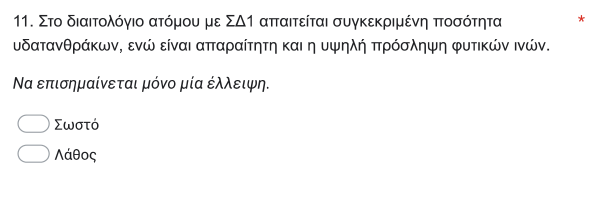 11. Στο διαιτολόγιο ατόμου με ΣΔ1 απαιτείται συγκεκριμένη ποσότητα *
υδατανθράκων, ενώ είναι απαραίτητη και η υψηλή πρόσληψη φυτικών ινών.
Να επισημαίνεται μόνο μία έλλειψη.
Σωστό
Λάθος